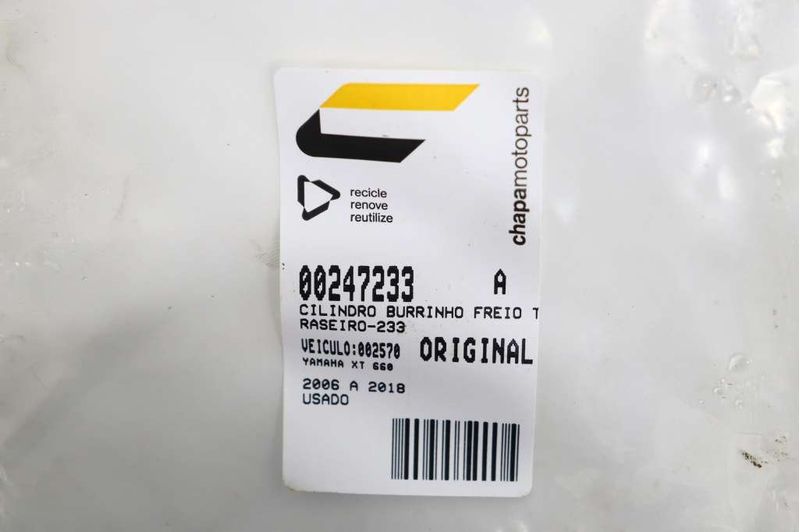 chapamotoparts
recicle
renove
reutilize
00247233 A
CILINDRO BURRINHO FREIO T
RASEIRO-233
VEICULO:002570 ORIGINAL
YAMAHA XT 660
2006 A 2018
USADO